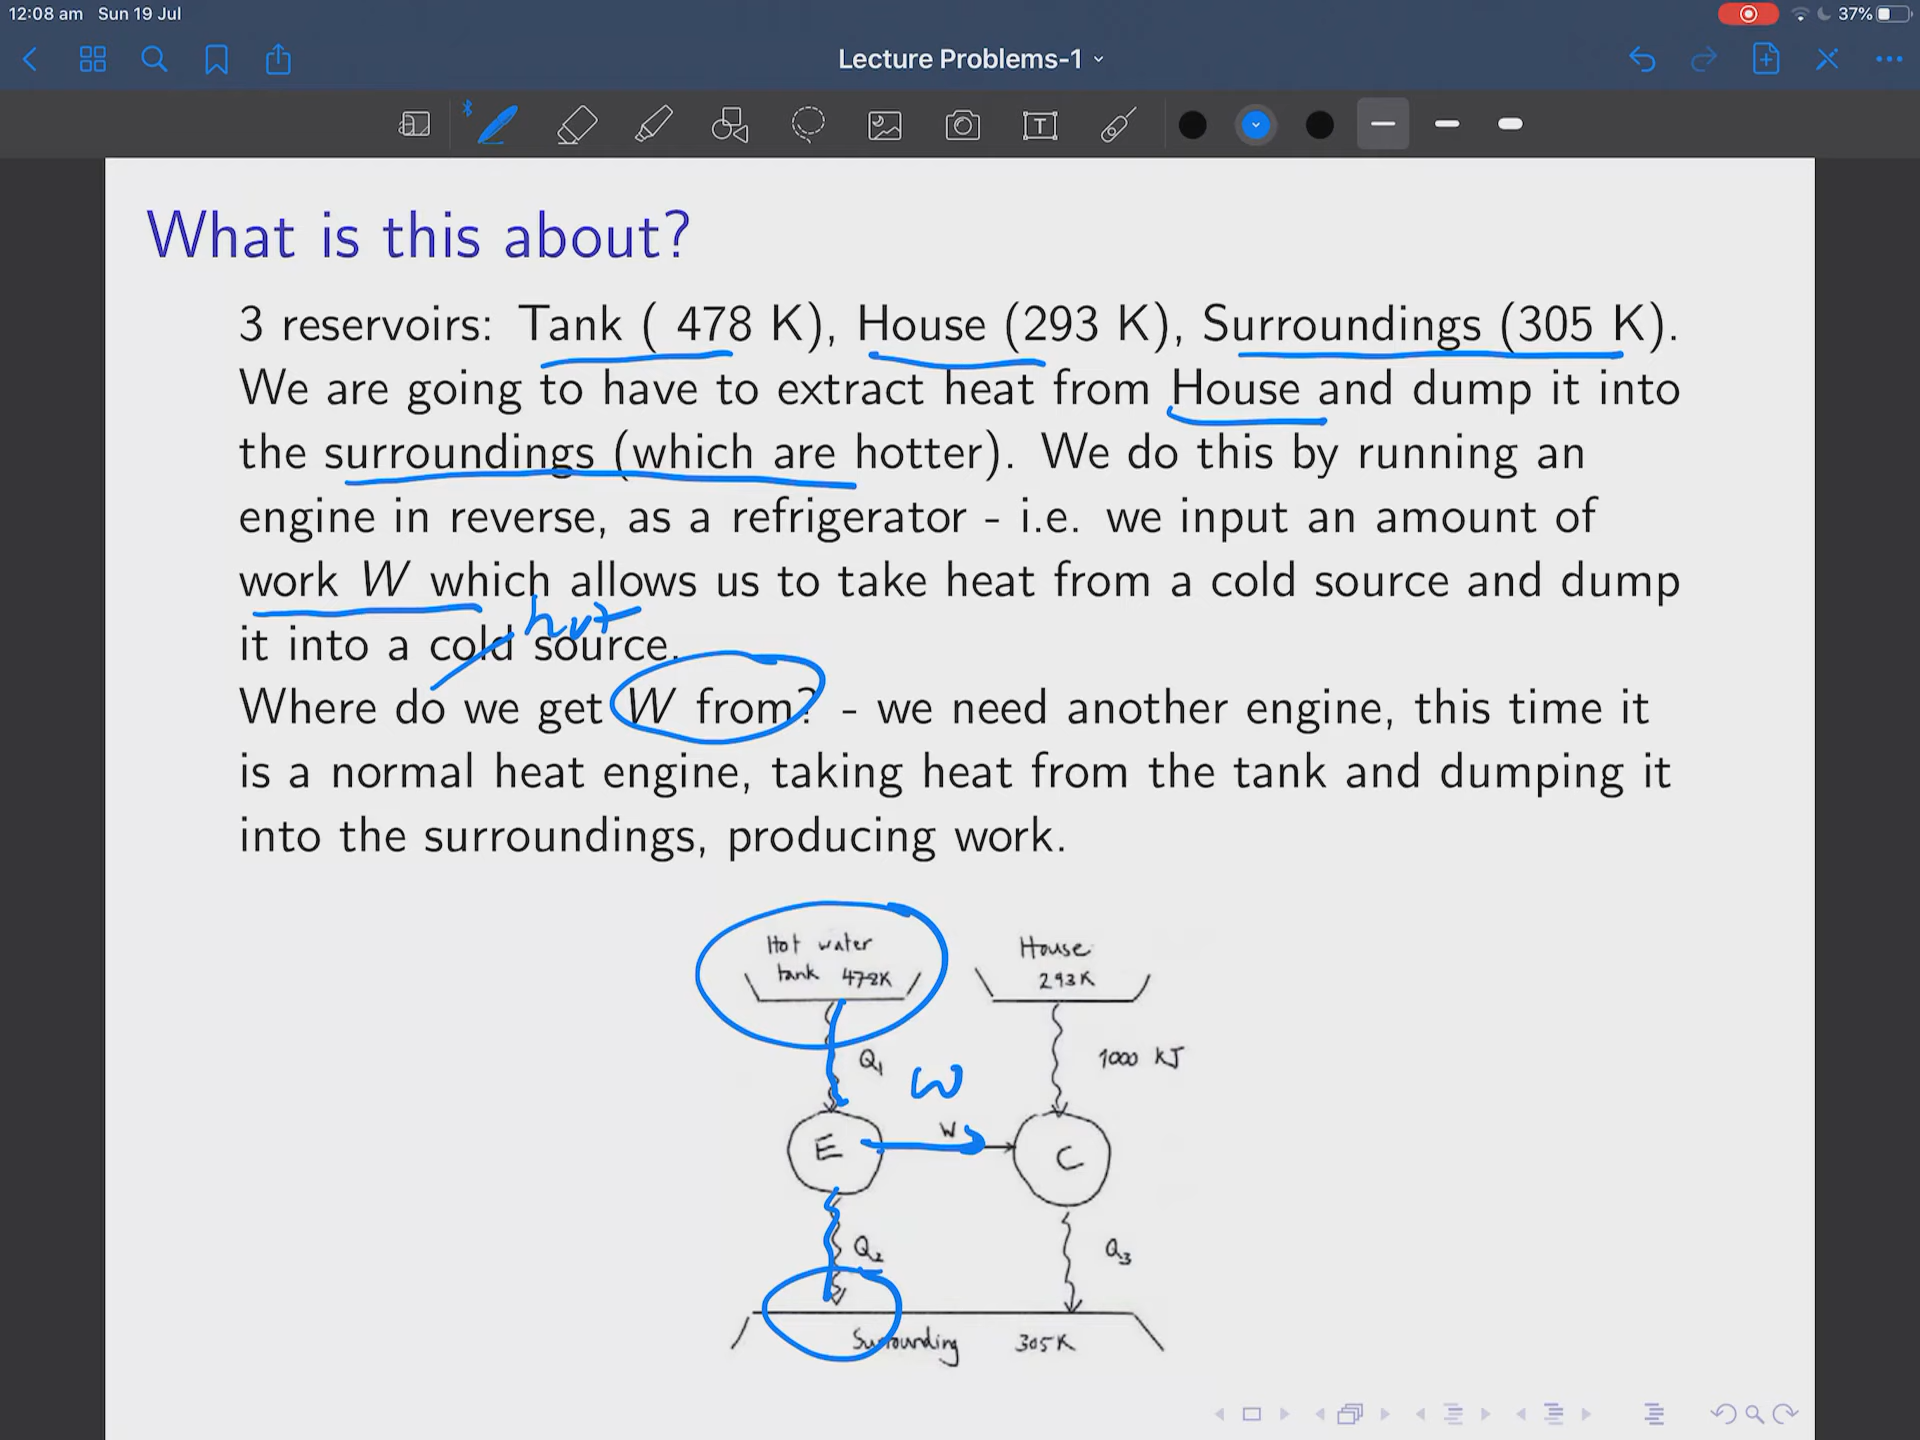 12:08 am Sun 19 Jul
37%
Lecture Problems-1
What is this about?
3 reservoirs: Tank ( 478 K), House (293 K), Surroundings (305 K).
We are going to have to extract heat from House and dump it into
the surroundings (which are hotter). We do this by running an
engine in reverse, as a refrigerator - i.e. we input an amount of
work W which allows us to take heat from a cold source and dump
hot
it into a cold source.
Where do we get W from? - we need another engine, this time it
is a normal heat engine, taking heat from the tank and dumping it
into the surroundings, producing work.
Hot water
tank 478K
House
293K
Q1
1000 kJ
W
W
E
C
Q2
Q3
Surrounding 305K